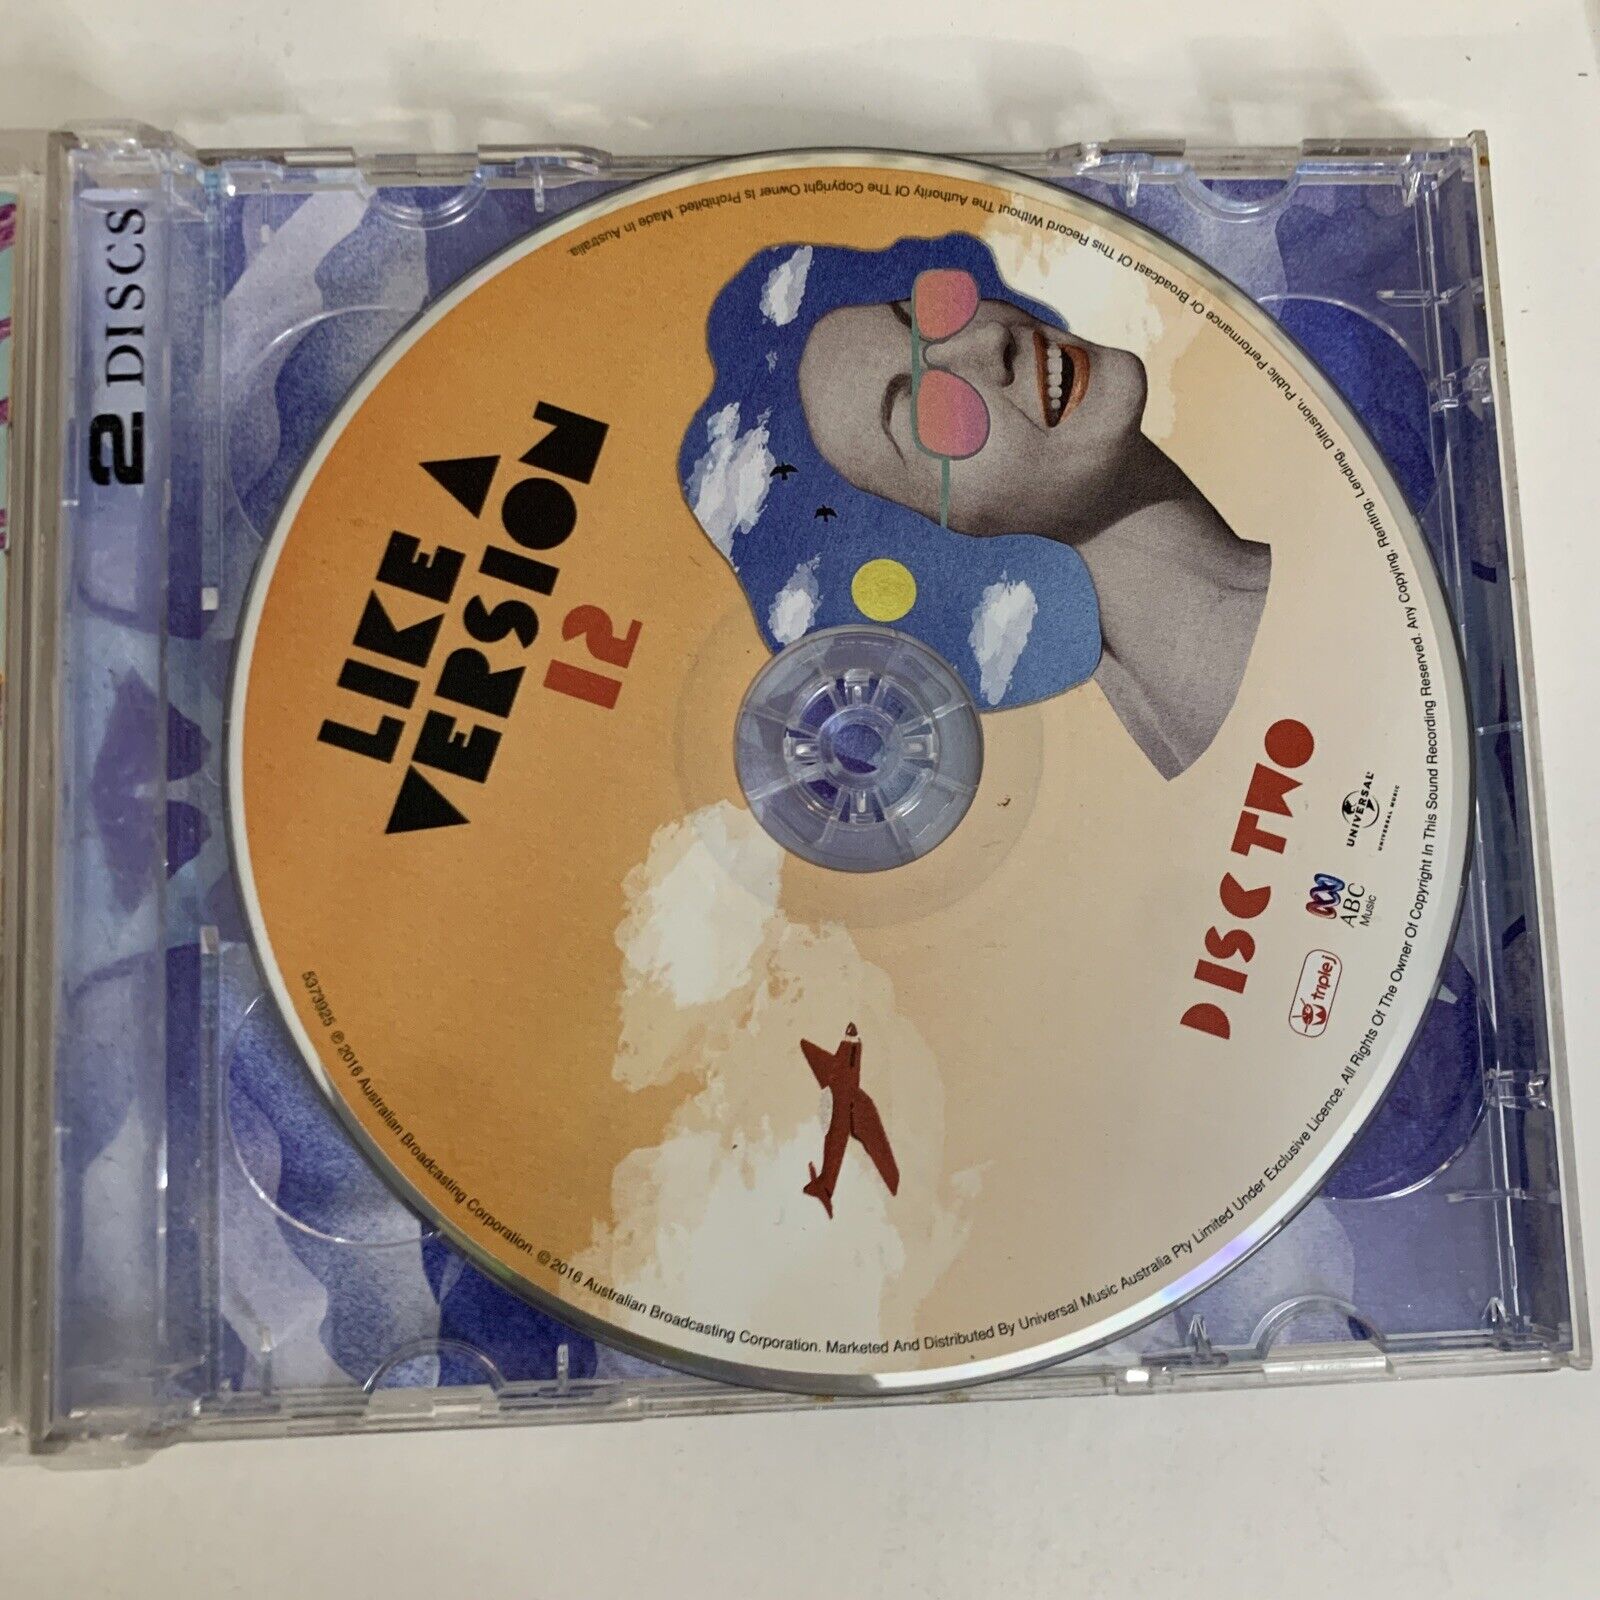 2 DISCS
LIKE A
VERSION
12
DISC TWO
triple j
ABC
Music
UNIVERSAL
UNIVERSAL MUSIC
5373925 ℗ 2016 Australian Broadcasting Corporation. © 2016 Australian Broadcasting Corporation. Marketed And Distributed By Universal Music Australia Pty Limited Under Exclusive Licence. All Rights Of The Owner Of Copyright In This Sound Recording Reserved. Any Copying, Renting, Lending, Diffusion, Public Performance Or Broadcast Of This Record Without The Authority Of The Copyright Owner Is Prohibited. Made In Australia.